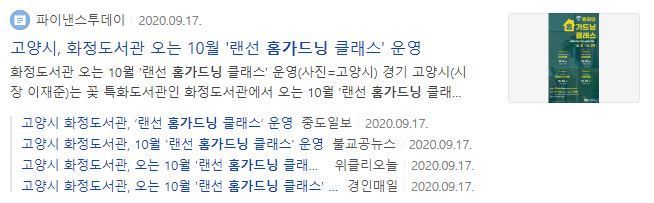 파이낸스투데이 2020.09.17.
고양시, 화정도서관 오는 10월 '랜선 홈가드닝 클래스' 운영
화정도서관 오는 10월 '랜선 홈가드닝 클래스' 운영(사진=고양시) 경기 고양시(시
장 이재준)는 꽃 특화도서관인 화정도서관에서 오는 10월 '랜선 홈가드닝 클래...
고양시 화정도서관, '랜선 홈가드닝 클래스' 운영 중도일보 2020.09.17.
고양시 화정도서관, 10월 '랜선 홈가드닝 클래스' 운영 불교공뉴스 2020.09.17.
고양시 화정도서관, 오는 10월 '랜선 홈가드닝 클래... 위클리오늘 2020.09.17.
고양시 화정도서관, 오는 10월 '랜선 홈가드닝 클래스' ... 경인매일 2020.09.17.
온라인
홈
가드닝
클래스